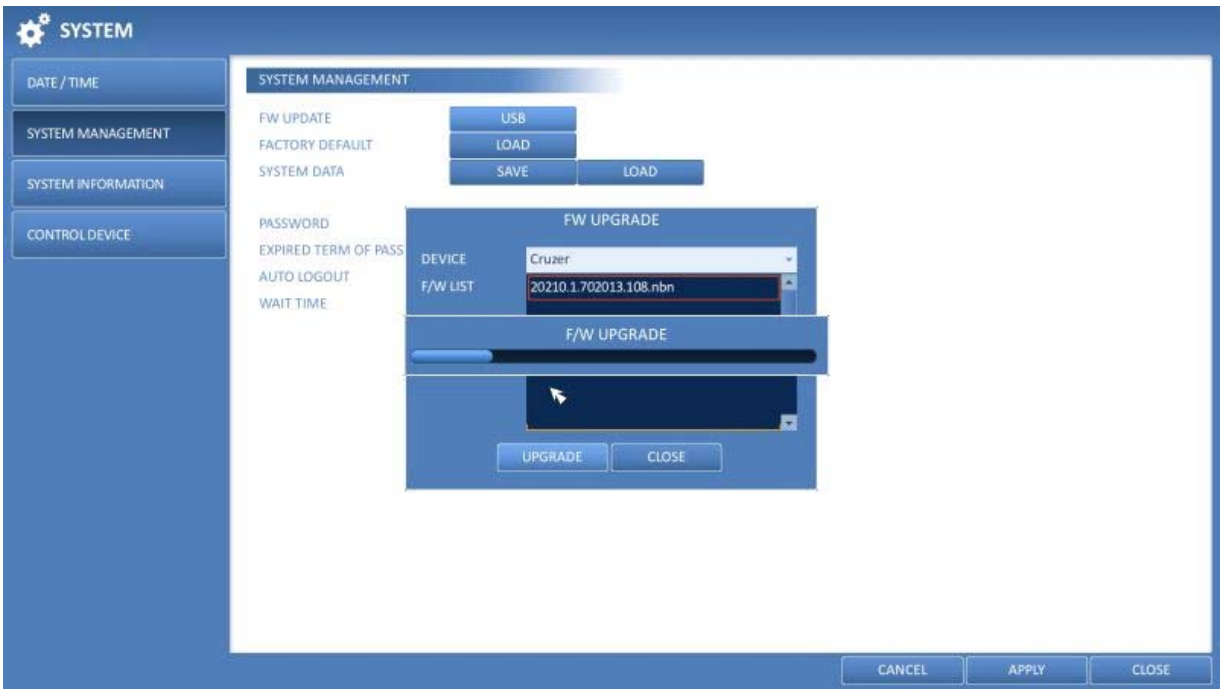 SYSTEM
DATE / TIME
SYSTEM MANAGEMENT
SYSTEM INFORMATION
CONTROL DEVICE
SYSTEM MANAGEMENT
FW UPDATE USB
FACTORY DEFAULT LOAD
SYSTEM DATA SAVE LOAD
PASSWORD
EXPIRED TERM OF PASS
AUTO LOGOUT
WAIT TIME
FW UPGRADE
DEVICE Cruzer
F/W LIST 20210.1.702013.108.nbn
F/W UPGRADE
UPGRADE CLOSE
CANCEL APPLY CLOSE